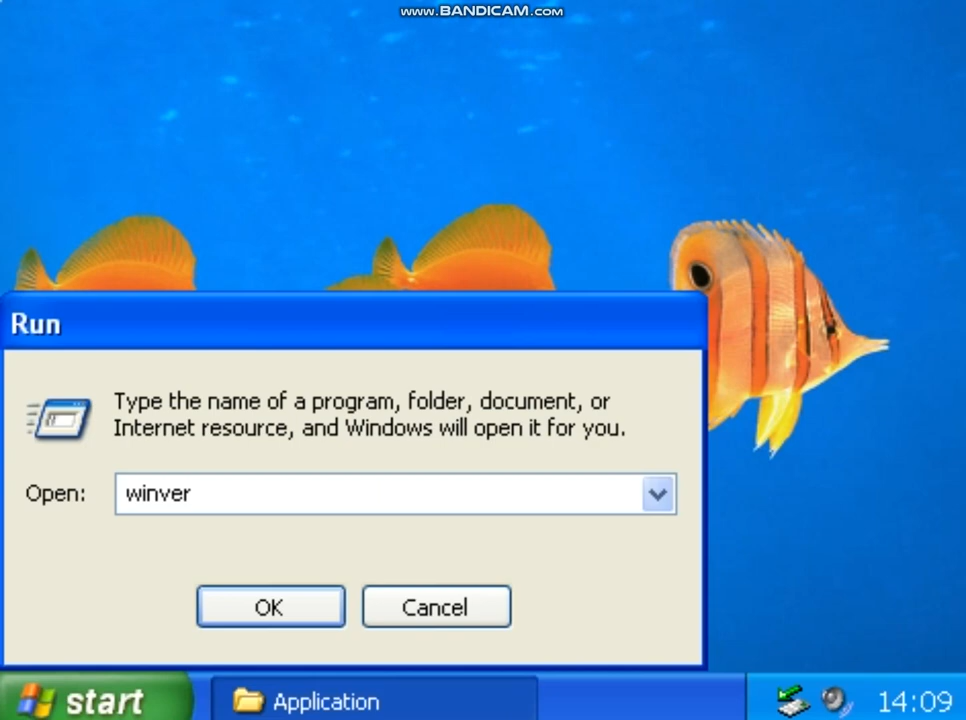 www.BANDICAM.com
Run
Type the name of a program, folder, document, or
Internet resource, and Windows will open it for you.
Open: winver
OK Cancel
start Application 14:09